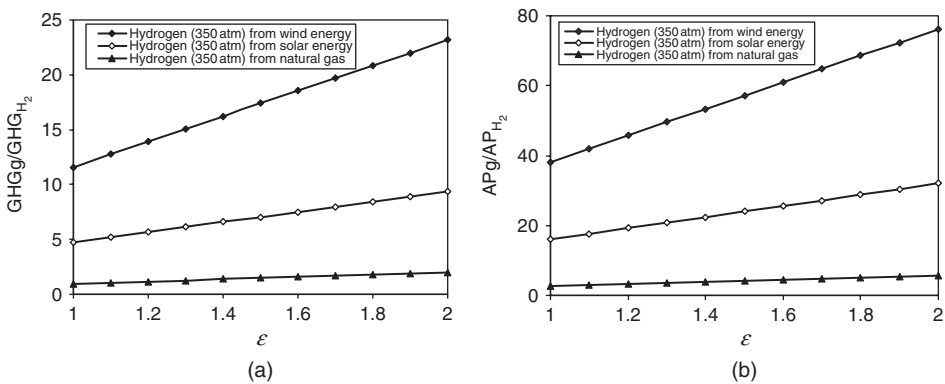 25
20
15
10
5
0
GHGg/GHG_H₂
Hydrogen (350 atm) from wind energy
Hydrogen (350 atm) from solar energy
Hydrogen (350 atm) from natural gas
1 1.2 1.4 1.6 1.8 2
ε
(a)
80
60
40
20
0
APg/AP_H₂
Hydrogen (350 atm) from wind energy
Hydrogen (350 atm) from solar energy
Hydrogen (350 atm) from natural gas
1 1.2 1.4 1.6 1.8 2
ε
(b)